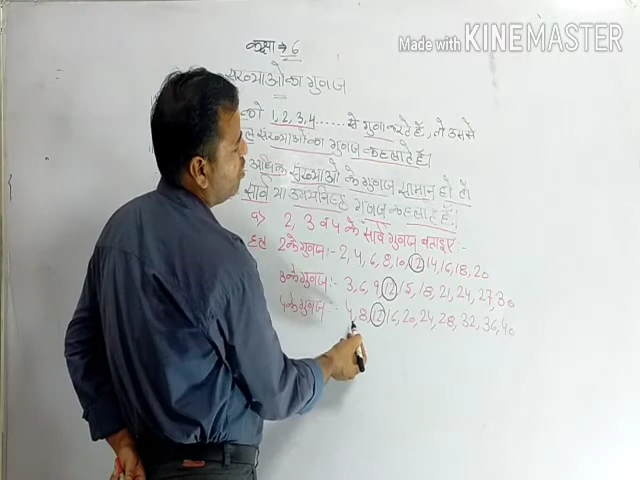 Made with KINEMASTER
कक्षा → 6
संख्याओ का गुणज
को 1, 2, 3, 4 ...... से गुणा करते हैं, तो उससे
संख्याओ का गुणज कहलाते हैं।
अधिक संख्याओ के गुणज सामान हो तो
सार्व या उभयनिष्ठ गुणज कहलाते हैं।
2, 3 व 4 के सार्व गुणज बताइए :-
हल 2 के गुणज :- 2, 4, 6, 8, 10, 12, 14, 16, 18, 20
3 के गुणज :- 3, 6, 9, 12, 15, 18, 21, 24, 27, 30
4 के गुणज :- 4, 8, 12, 16, 20, 24, 28, 32, 36, 40